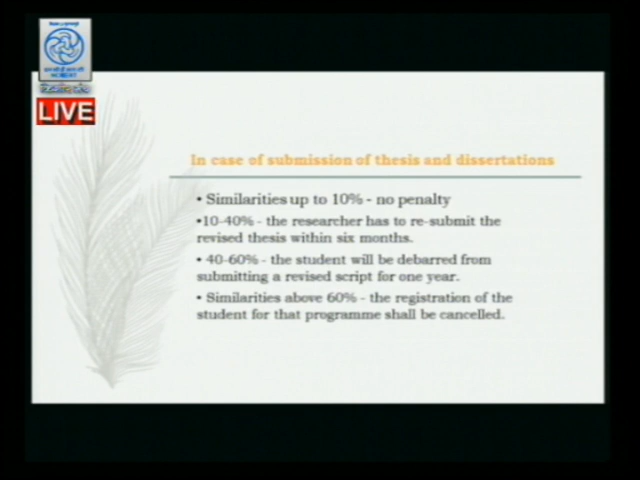 NCERT
LIVE
In case of submission of thesis and dissertations
• Similarities up to 10% - no penalty
•10-40% - the researcher has to re-submit the
revised thesis within six months.
• 40-60% - the student will be debarred from
submitting a revised script for one year.
• Similarities above 60% - the registration of the
student for that programme shall be cancelled.